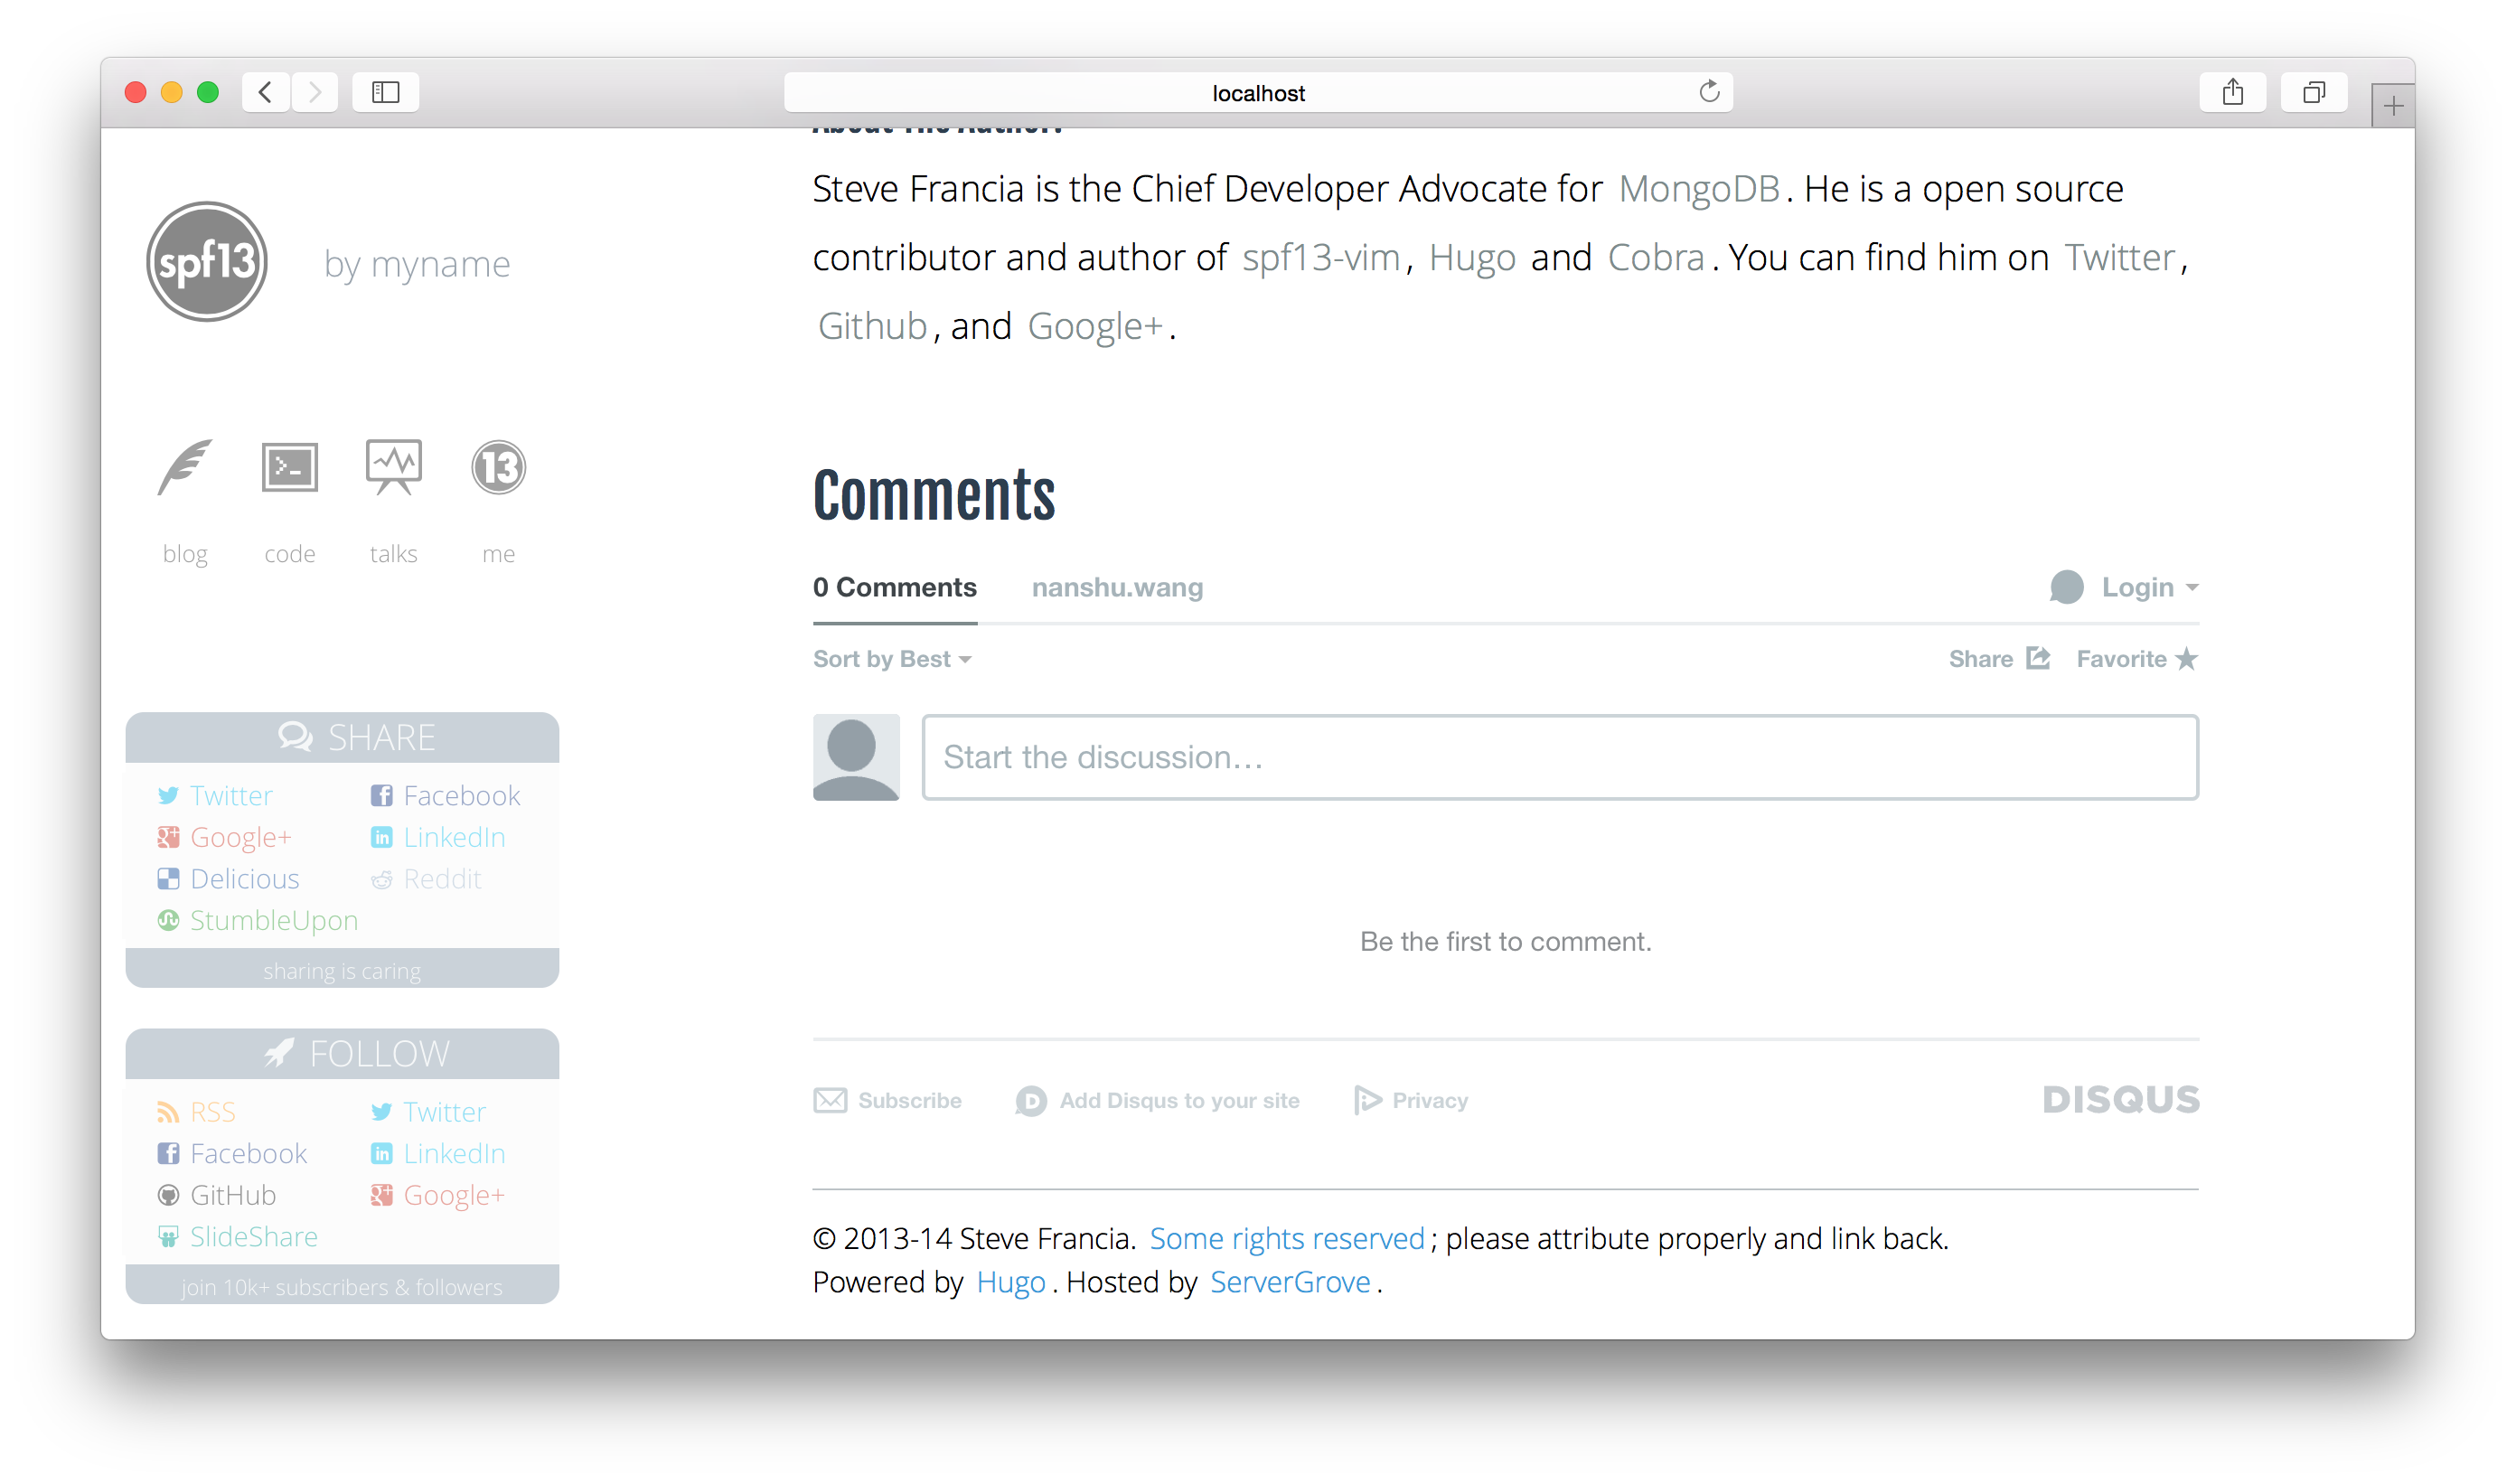 localhost
About The Author:
Steve Francia is the Chief Developer Advocate for MongoDB. He is a open source
contributor and author of spf13-vim, Hugo and Cobra. You can find him on Twitter,
Github, and Google+.
spf13
by myname
13
blog
code
talks
me
Comments
0 Comments
nanshu.wang
Login
Sort by Best
Share
Favorite
Start the discussion...
Be the first to comment.
Subscribe
D
Add Disqus to your site
Privacy
DISQUS
© 2013-14 Steve Francia. Some rights reserved; please attribute properly and link back.
Powered by Hugo. Hosted by ServerGrove.
SHARE
Twitter
Facebook
Google+
LinkedIn
Delicious
Reddit
StumbleUpon
sharing is caring
FOLLOW
RSS
Twitter
Facebook
LinkedIn
GitHub
Google+
SlideShare
join 10k+ subscribers & followers